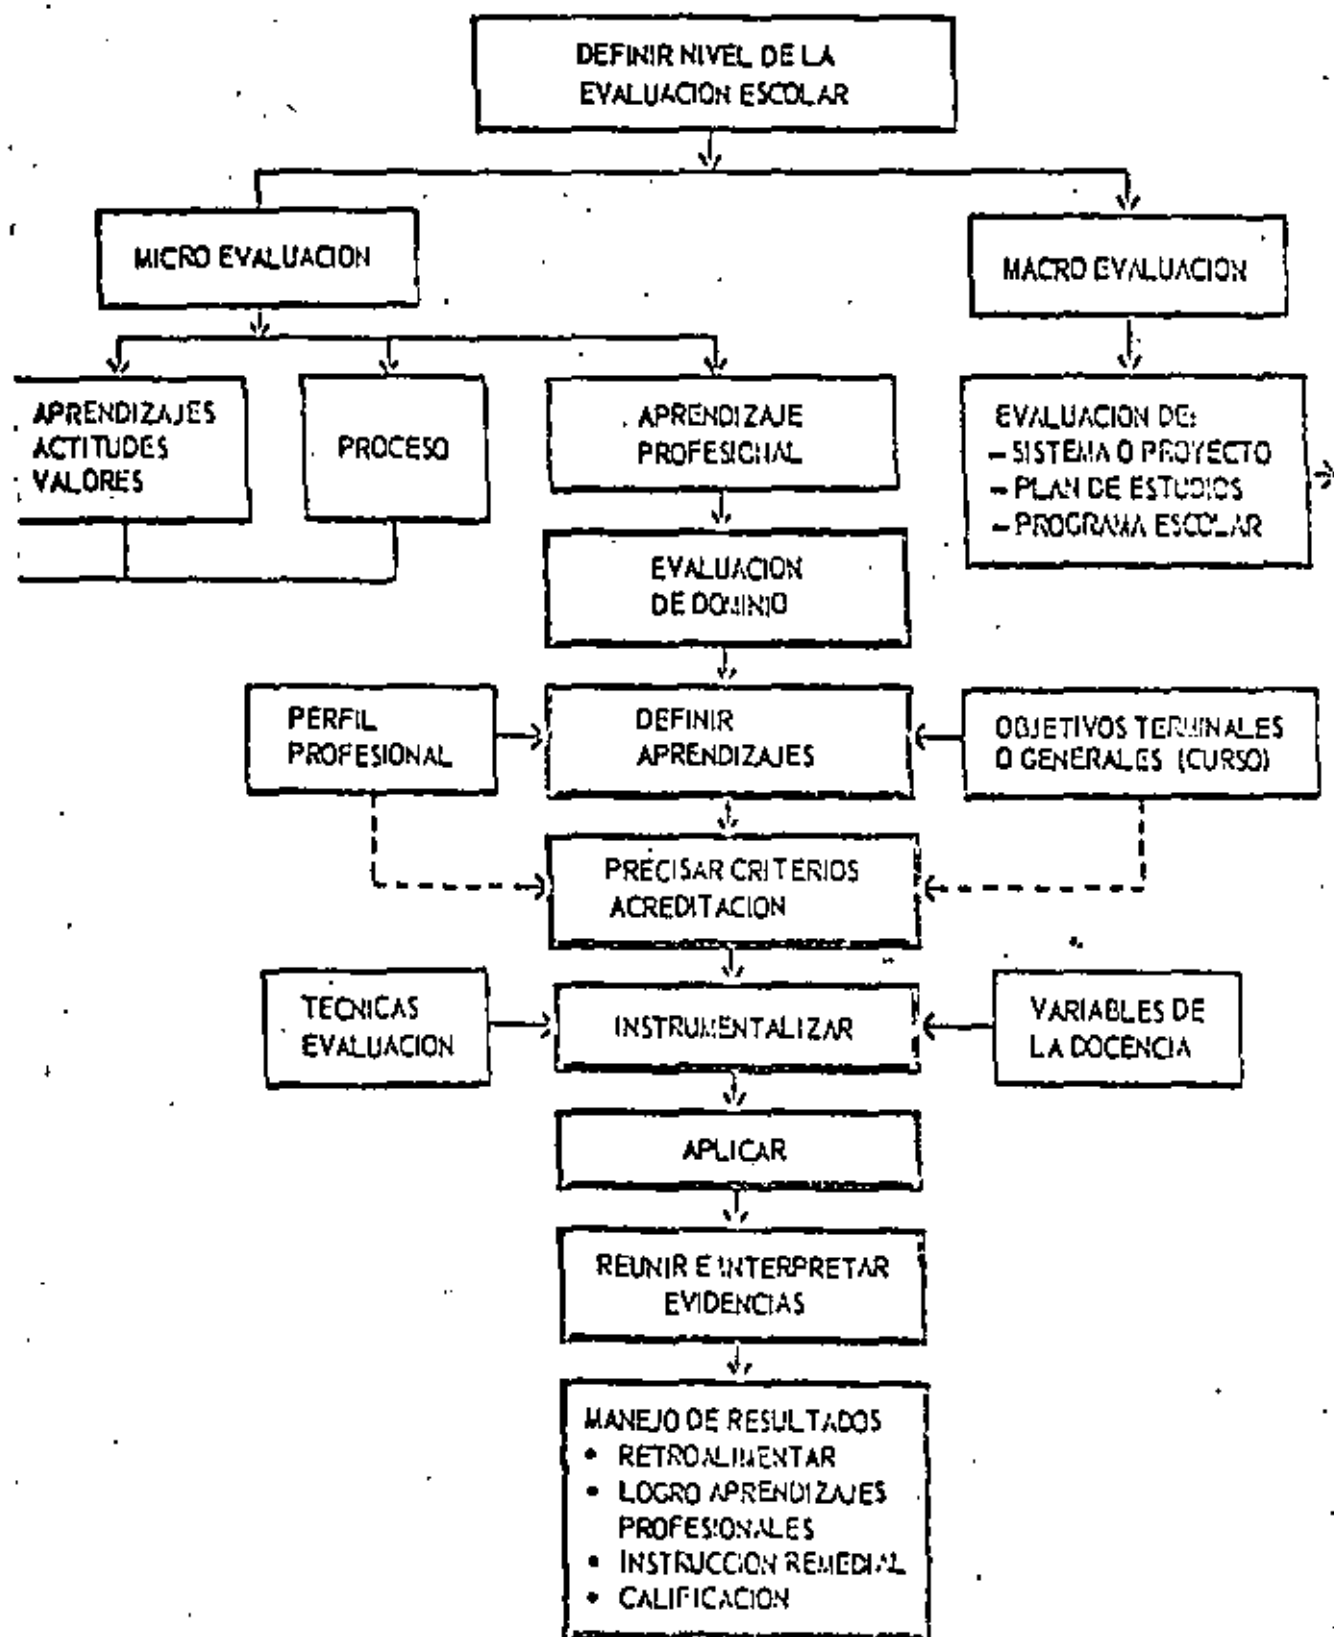 DEFINIR NIVEL DE LA
EVALUACION ESCOLAR
MICRO EVALUACION
MACRO EVALUACION
APRENDIZAJES
ACTITUDES
VALORES
PROCESO
APRENDIZAJE
PROFESIONAL
EVALUACION DE:
– SISTEMA O PROYECTO
– PLAN DE ESTUDIOS
– PROGRAMA ESCOLAR
EVALUACION
DE DOMINIO
PERFIL
PROFESIONAL
DEFINIR
APRENDIZAJES
OBJETIVOS TERMINALES
O GENERALES (CURSO)
PRECISAR CRITERIOS
ACREDITACION
TECNICAS
EVALUACION
INSTRUMENTALIZAR
VARIABLES DE
LA DOCENCIA
APLICAR
REUNIR E INTERPRETAR
EVIDENCIAS
MANEJO DE RESULTADOS
• RETROALIMENTAR
• LOGRO APRENDIZAJES
PROFESIONALES
• INSTRUCCION REMEDIAL
• CALIFICACION